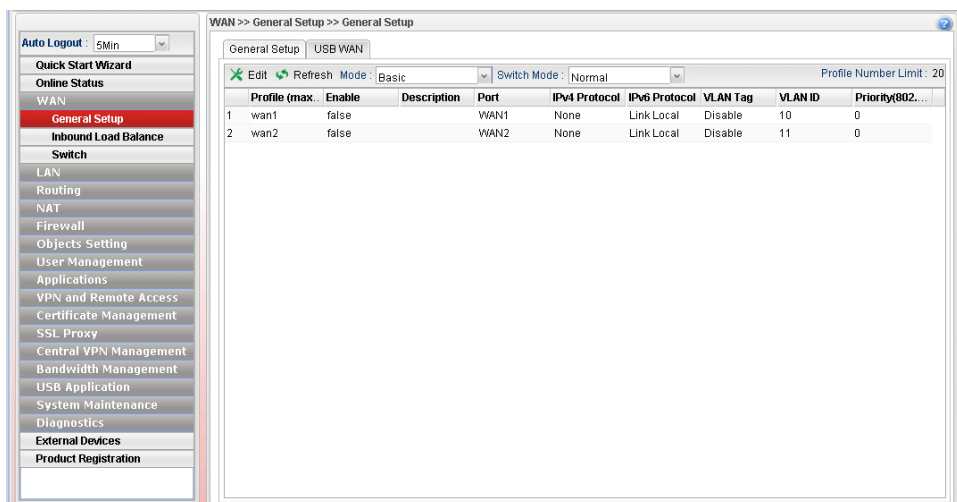 WAN >> General Setup >> General Setup
Auto Logout : 5Min
Quick Start Wizard
Online Status
WAN
General Setup
Inbound Load Balance
Switch
LAN
Routing
NAT
Firewall
Objects Setting
User Management
Applications
VPN and Remote Access
Certificate Management
SSL Proxy
Central VPN Management
Bandwidth Management
USB Application
System Maintenance
Diagnostics
External Devices
Product Registration
General Setup USB WAN
Edit Refresh Mode : Basic Switch Mode : Normal Profile Number Limit : 20
Profile (max... Enable Description Port IPv4 Protocol IPv6 Protocol VLAN Tag VLAN ID Priority(802....
1 wan1 false WAN1 None Link Local Disable 10 0
2 wan2 false WAN2 None Link Local Disable 11 0